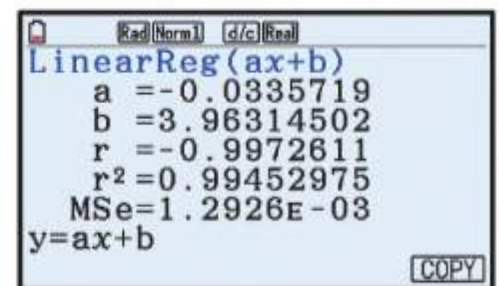 Rad Norm1 d/c Real
LinearReg(ax+b)
a =-0.0335719
b =3.96314502
r =-0.9972611
r²=0.99452975
MSe=1.2926E-03
y=ax+b
COPY